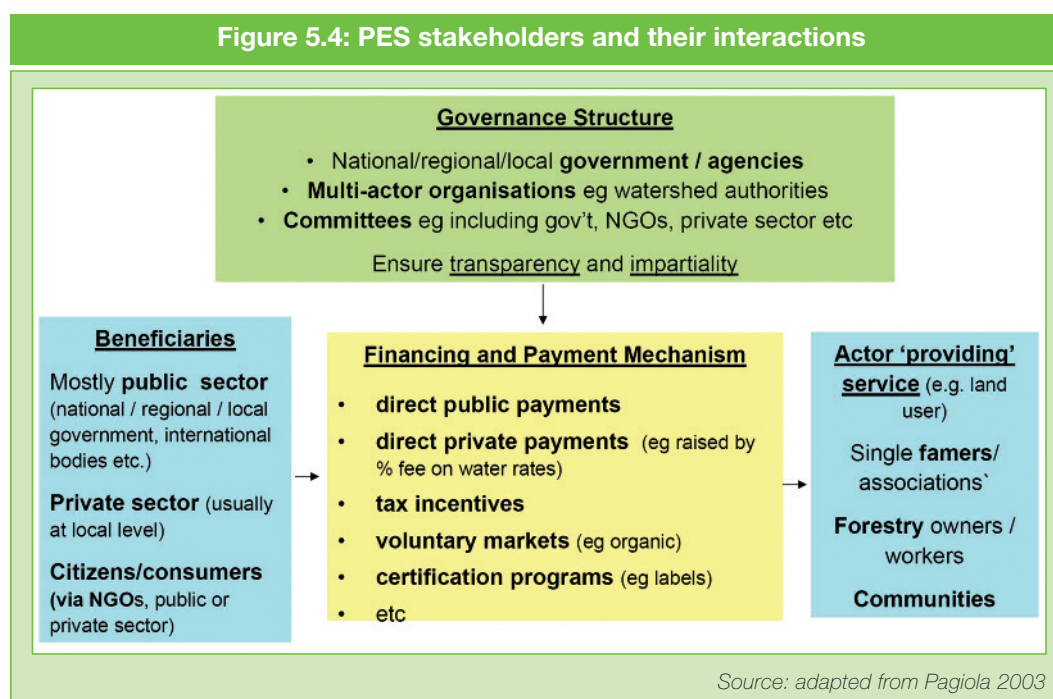 Figure 5.4: PES stakeholders and their interactions
Governance Structure
• National/regional/local government / agencies
• Multi-actor organisations eg watershed authorities
• Committees eg including gov't, NGOs, private sector etc
Ensure transparency and impartiality
Beneficiaries
Mostly public sector
(national / regional / local
government, international
bodies etc.)
Private sector (usually
at local level)
Citizens/consumers
(via NGOs, public or
private sector)
Financing and Payment Mechanism
• direct public payments
• direct private payments (eg raised by
% fee on water rates)
• tax incentives
• voluntary markets (eg organic)
• certification programs (eg labels)
• etc
Actor ‘providing’
service (e.g. land
user)
Single famers/
associations`
Forestry owners /
workers
Communities
Source: adapted from Pagiola 2003